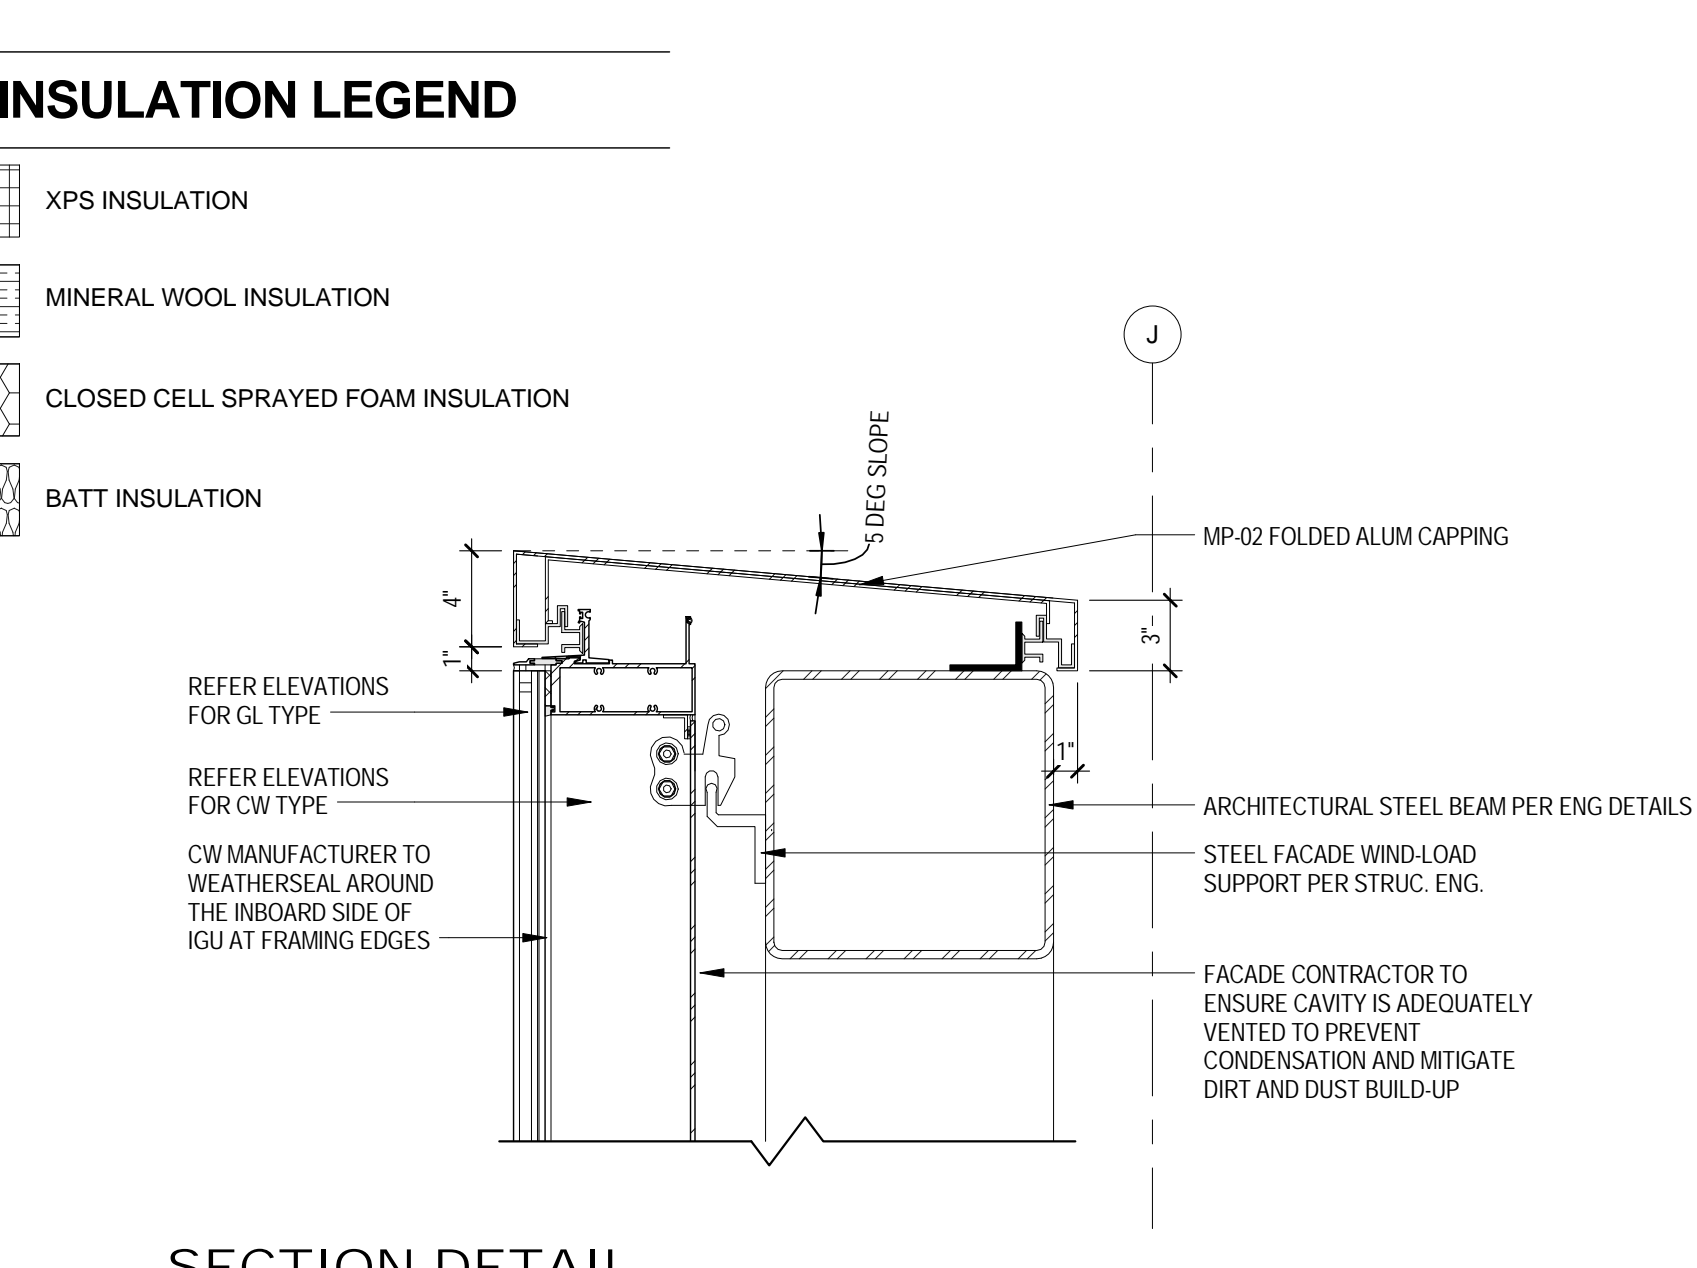 INSULATION LEGEND
XPS INSULATION
MINERAL WOOL INSULATION
CLOSED CELL SPRAYED FOAM INSULATION
BATT INSULATION
J
5 DEG SLOPE
MP-02 FOLDED ALUM CAPPING
4"
1"
3"
1"
REFER ELEVATIONS
FOR GL TYPE
REFER ELEVATIONS
FOR CW TYPE
CW MANUFACTURER TO
WEATHERSEAL AROUND
THE INBOARD SIDE OF
IGU AT FRAMING EDGES
ARCHITECTURAL STEEL BEAM PER ENG DETAILS
STEEL FACADE WIND-LOAD
SUPPORT PER STRUC. ENG.
FACADE CONTRACTOR TO
ENSURE CAVITY IS ADEQUATELY
VENTED TO PREVENT
CONDENSATION AND MITIGATE
DIRT AND DUST BUILD-UP
SECTION DETAIL